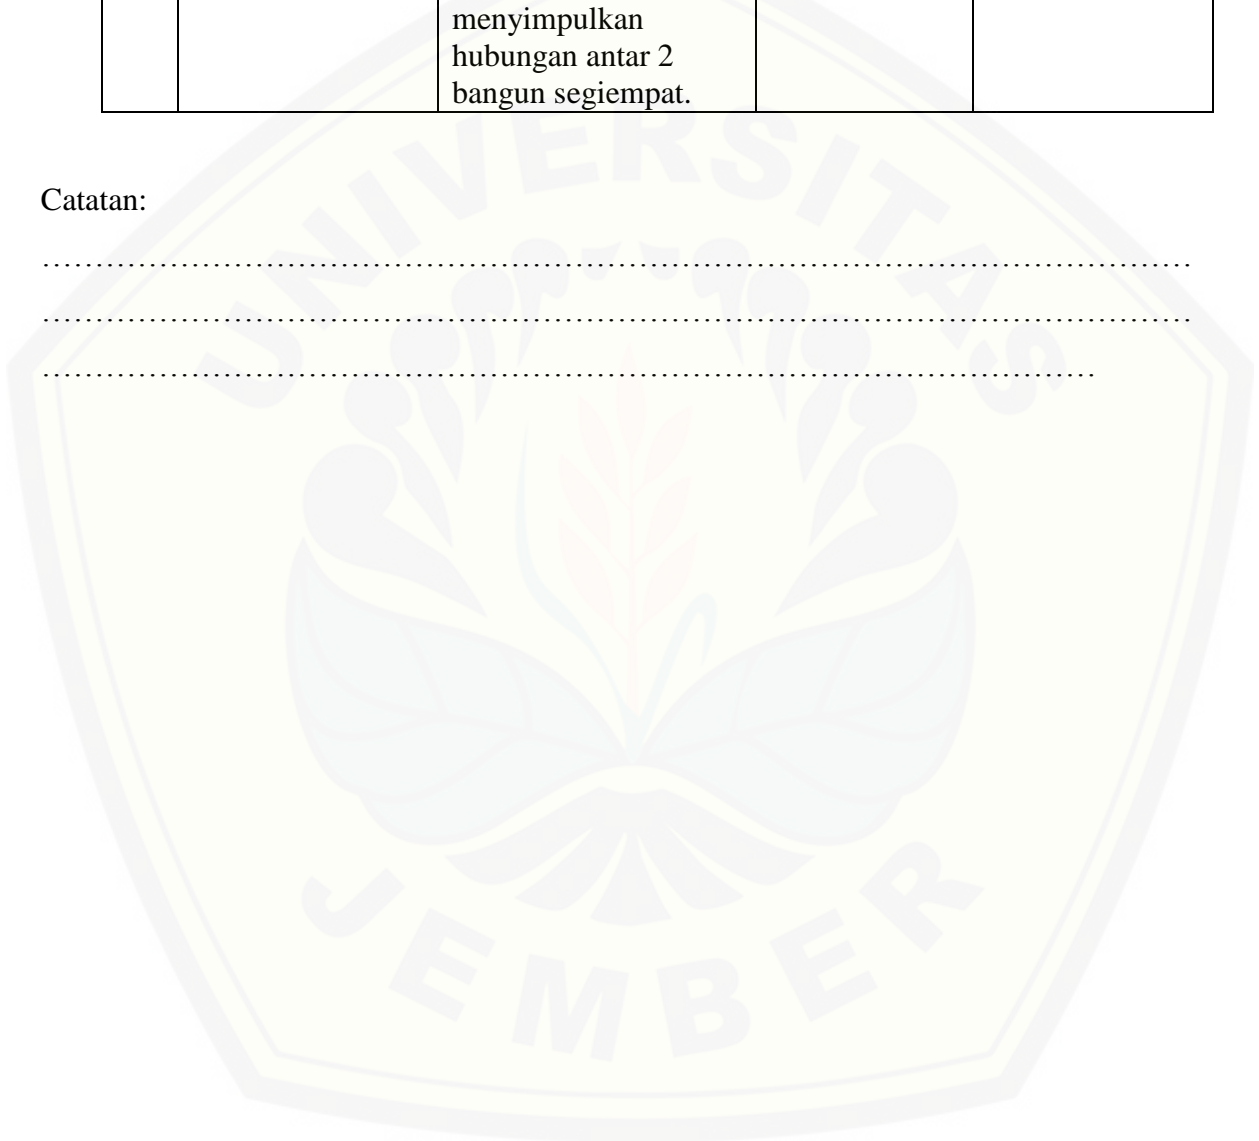 menyimpulkan
hubungan antar 2
bangun segiempat.
Catatan:
……………………………………………………………………………………………………………
……………………………………………………………………………………………………………
……………………………………………………………………………………………………
UNIVERSITAS
JEMBER